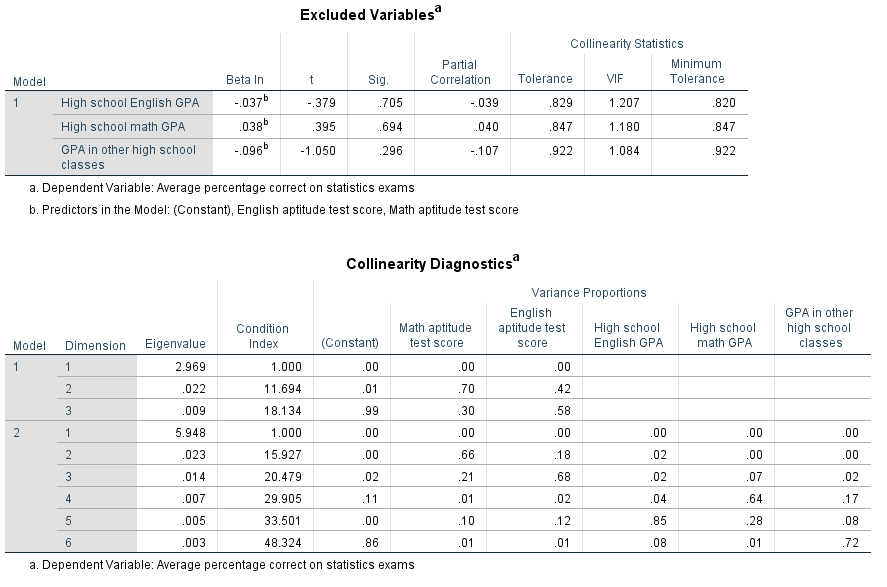 Excluded Variablesa
Collinearity Statistics
Model Beta In t Sig. Partial Correlation Tolerance VIF Minimum Tolerance
1 High school English GPA -.037b -.379 .705 -.039 .829 1.207 .820
High school math GPA .038b .395 .694 .040 .847 1.180 .847
GPA in other high school classes -.096b -1.050 .296 -.107 .922 1.084 .922
a. Dependent Variable: Average percentage correct on statistics exams
b. Predictors in the Model: (Constant), English aptitude test score, Math aptitude test score
Collinearity Diagnosticsa
Variance Proportions
Model Dimension Eigenvalue Condition Index (Constant) Math aptitude test score English aptitude test score High school English GPA High school math GPA GPA in other high school classes
1 1 2.969 1.000 .00 .00 .00
2 .022 11.694 .01 .70 .42
3 .009 18.134 .99 .30 .58
2 1 5.948 1.000 .00 .00 .00 .00 .00 .00
2 .023 15.927 .00 .66 .18 .02 .00 .00
3 .014 20.479 .02 .21 .68 .02 .07 .02
4 .007 29.905 .11 .01 .02 .04 .64 .17
5 .005 33.501 .00 .10 .12 .85 .28 .08
6 .003 48.324 .86 .01 .01 .08 .01 .72
a. Dependent Variable: Average percentage correct on statistics exams